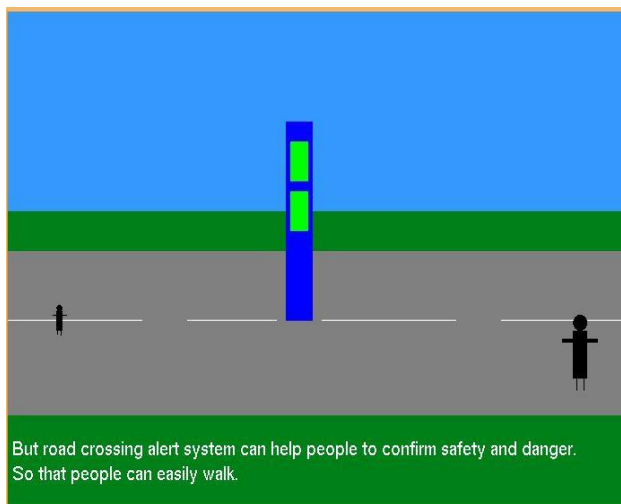 But road crossing alert system can help people to confirm safety and danger.
So that people can easily walk.